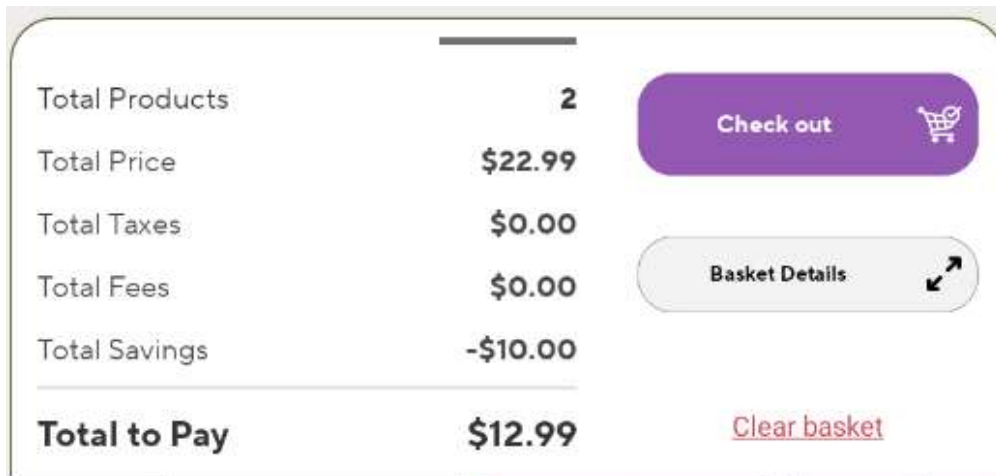 Total Products 2
Total Price $22.99
Total Taxes $0.00
Total Fees $0.00
Total Savings -$10.00
Total to Pay $12.99
Check out
Basket Details
Clear basket